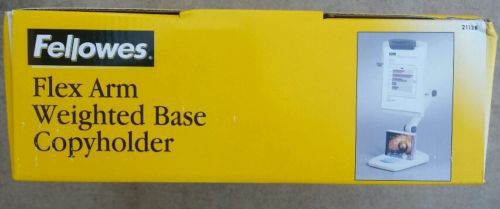 Fellowes®
21128
Flex Arm
Weighted Base
Copyholder